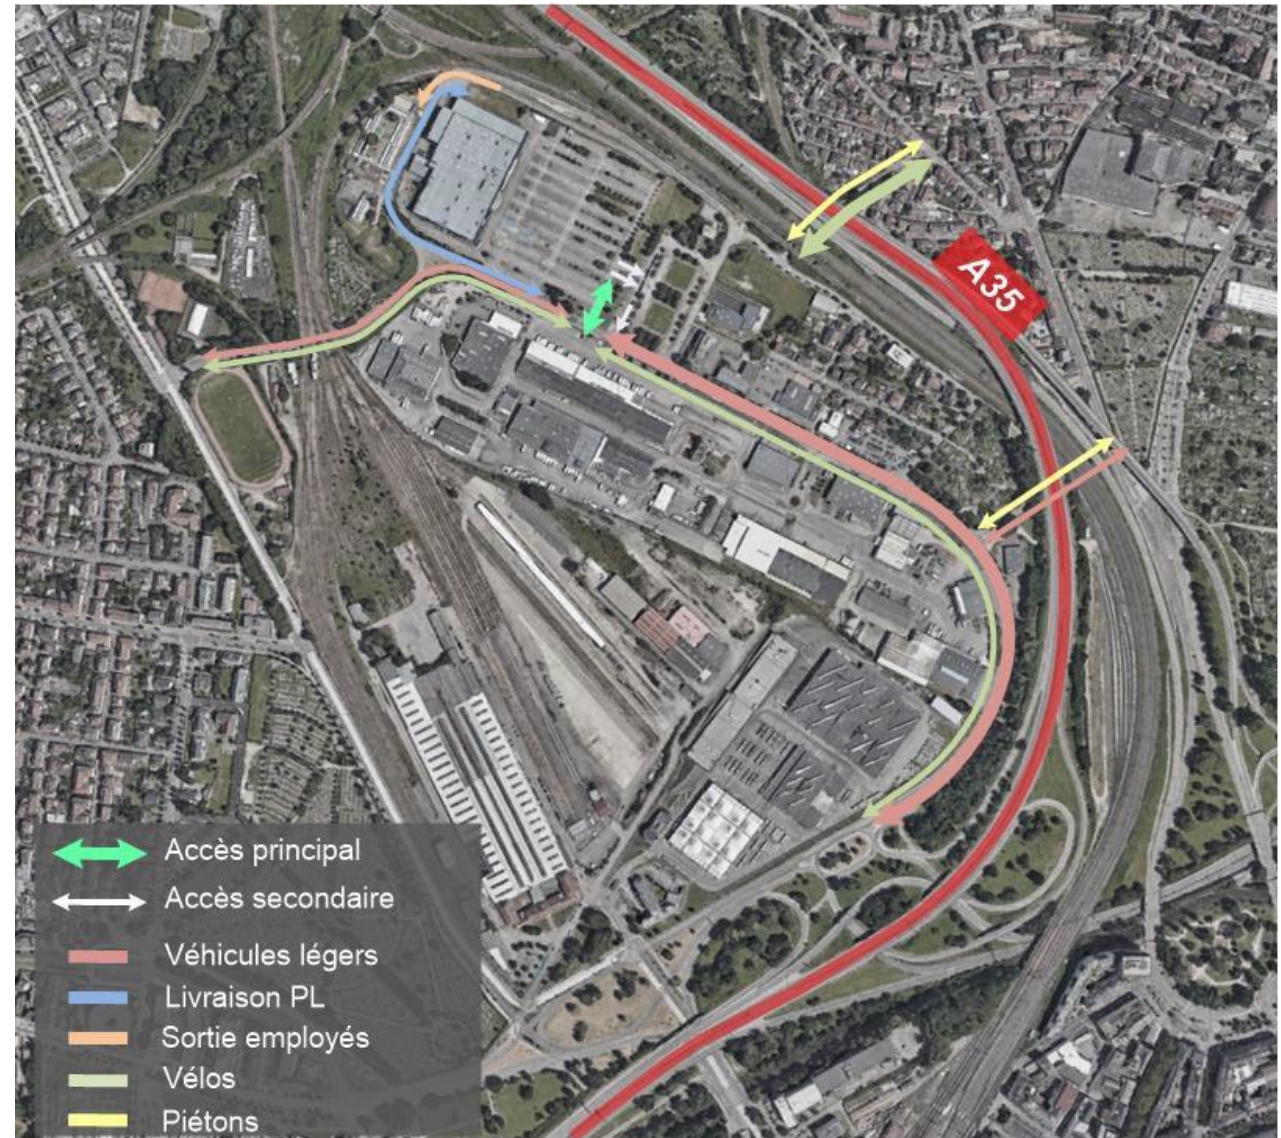 A35
Accès principal
Accès secondaire
Véhicules légers
Livraison PL
Sortie employés
Vélos
Piétons